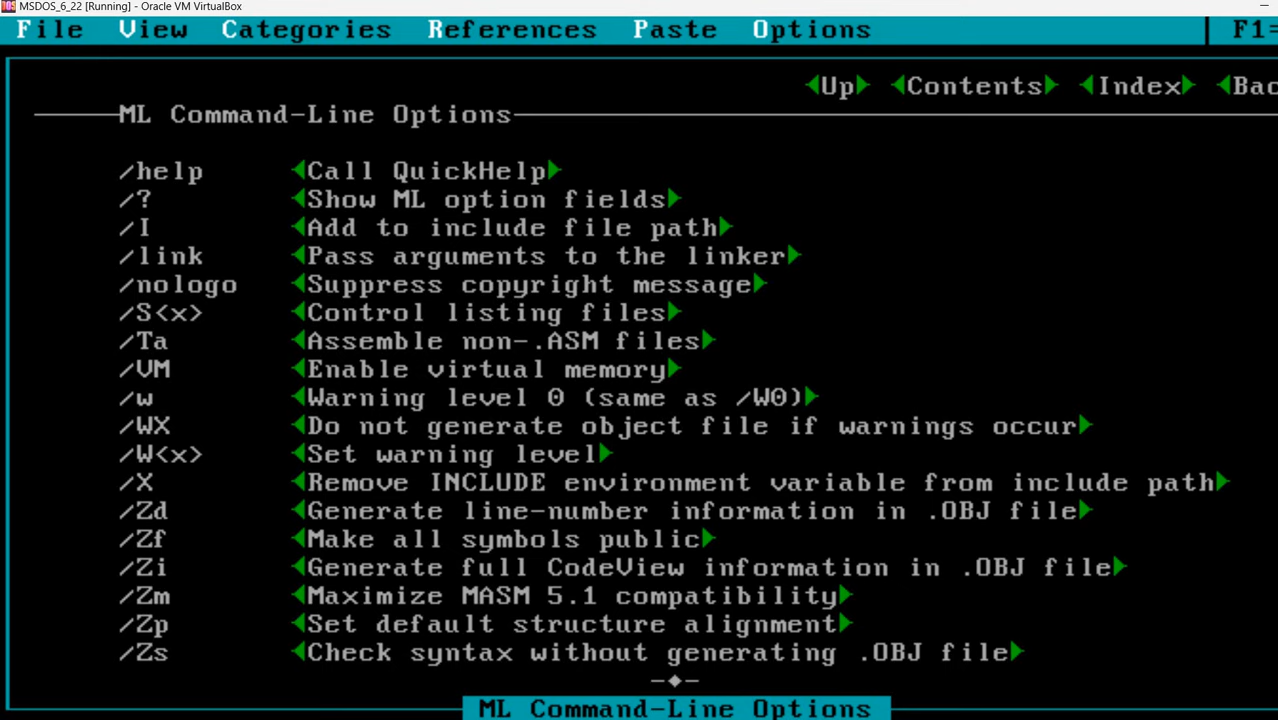 MSDOS_6_22 [Running] - Oracle VM VirtualBox
File View Categories References Paste Options F1=
Up Contents Index Bac
ML Command-Line Options
/help Call QuickHelp
/? Show ML option fields
/I Add to include file path
/link Pass arguments to the linker
/nologo Suppress copyright message
/S<x> Control listing files
/Ta Assemble non-.ASM files
/VM Enable virtual memory
/w Warning level 0 (same as /W0)
/WX Do not generate object file if warnings occur
/W<x> Set warning level
/X Remove INCLUDE environment variable from include path
/Zd Generate line-number information in .OBJ file
/Zf Make all symbols public
/Zi Generate full CodeView information in .OBJ file
/Zm Maximize MASM 5.1 compatibility
/Zp Set default structure alignment
/Zs Check syntax without generating .OBJ file
ML Command-Line Options